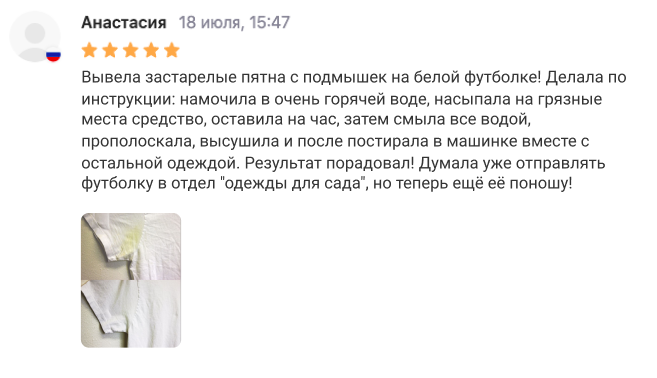 Анастасия 18 июля, 15:47
Вывела застарелые пятна с подмышек на белой футболке! Делала по
инструкции: намочила в очень горячей воде, насыпала на грязные
места средство, оставила на час, затем смыла все водой,
прополоскала, высушила и после постирала в машинке вместе с
остальной одеждой. Результат порадовал! Думала уже отправлять
футболку в отдел "одежды для сада", но теперь ещё её поношу!